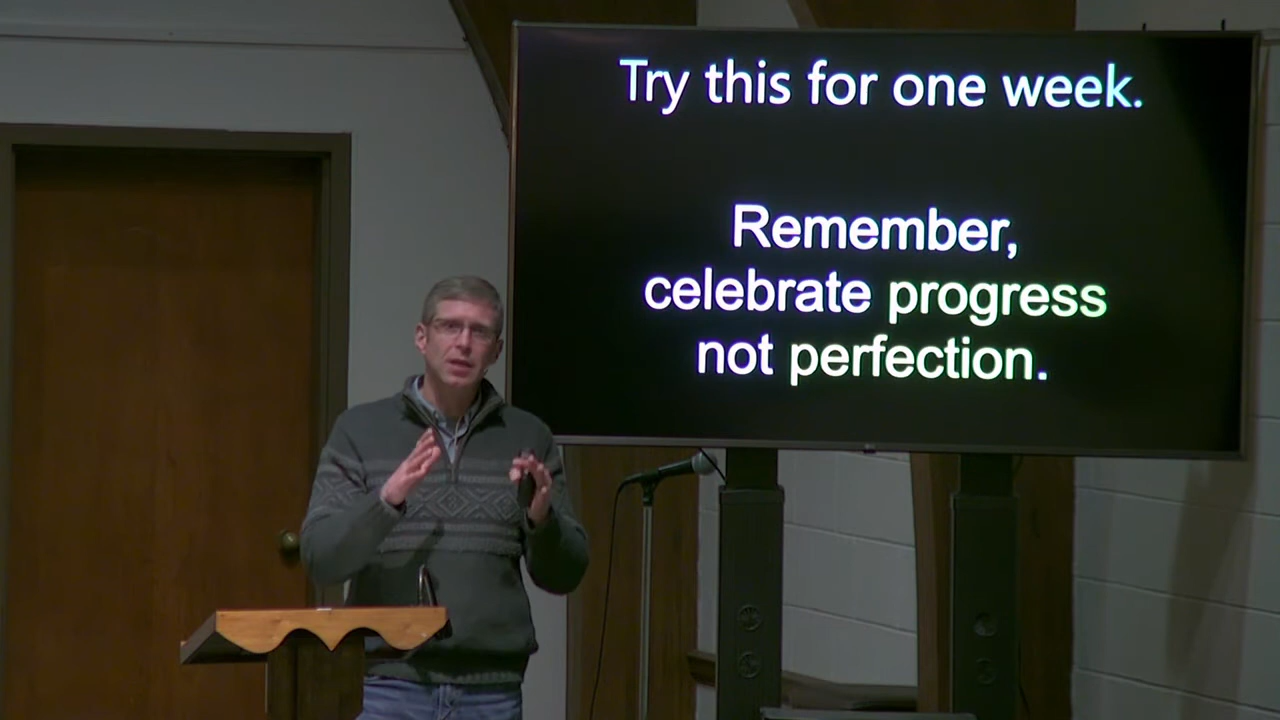 Try this for one week.
Remember,
celebrate progress
not perfection.